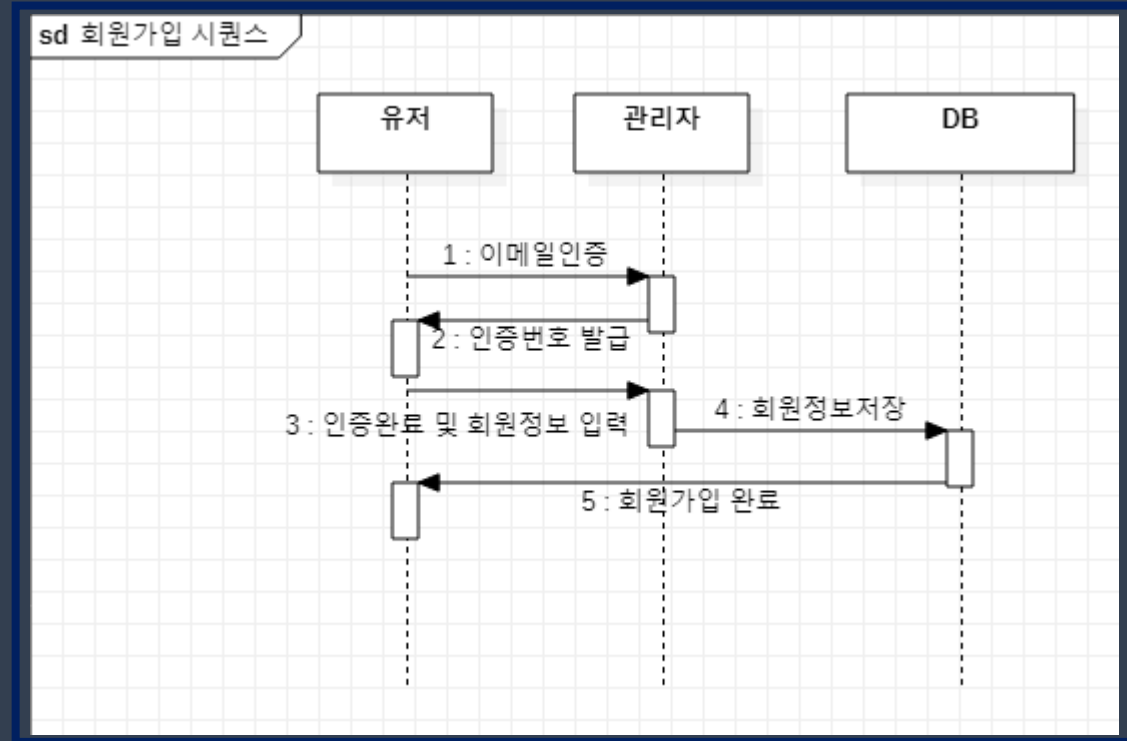 sd 회원가입 시퀀스
유저
관리자
DB
1 : 이메일인증
2 : 인증번호 발급
3 : 인증완료 및 회원정보 입력
4 : 회원정보저장
5 : 회원가입 완료